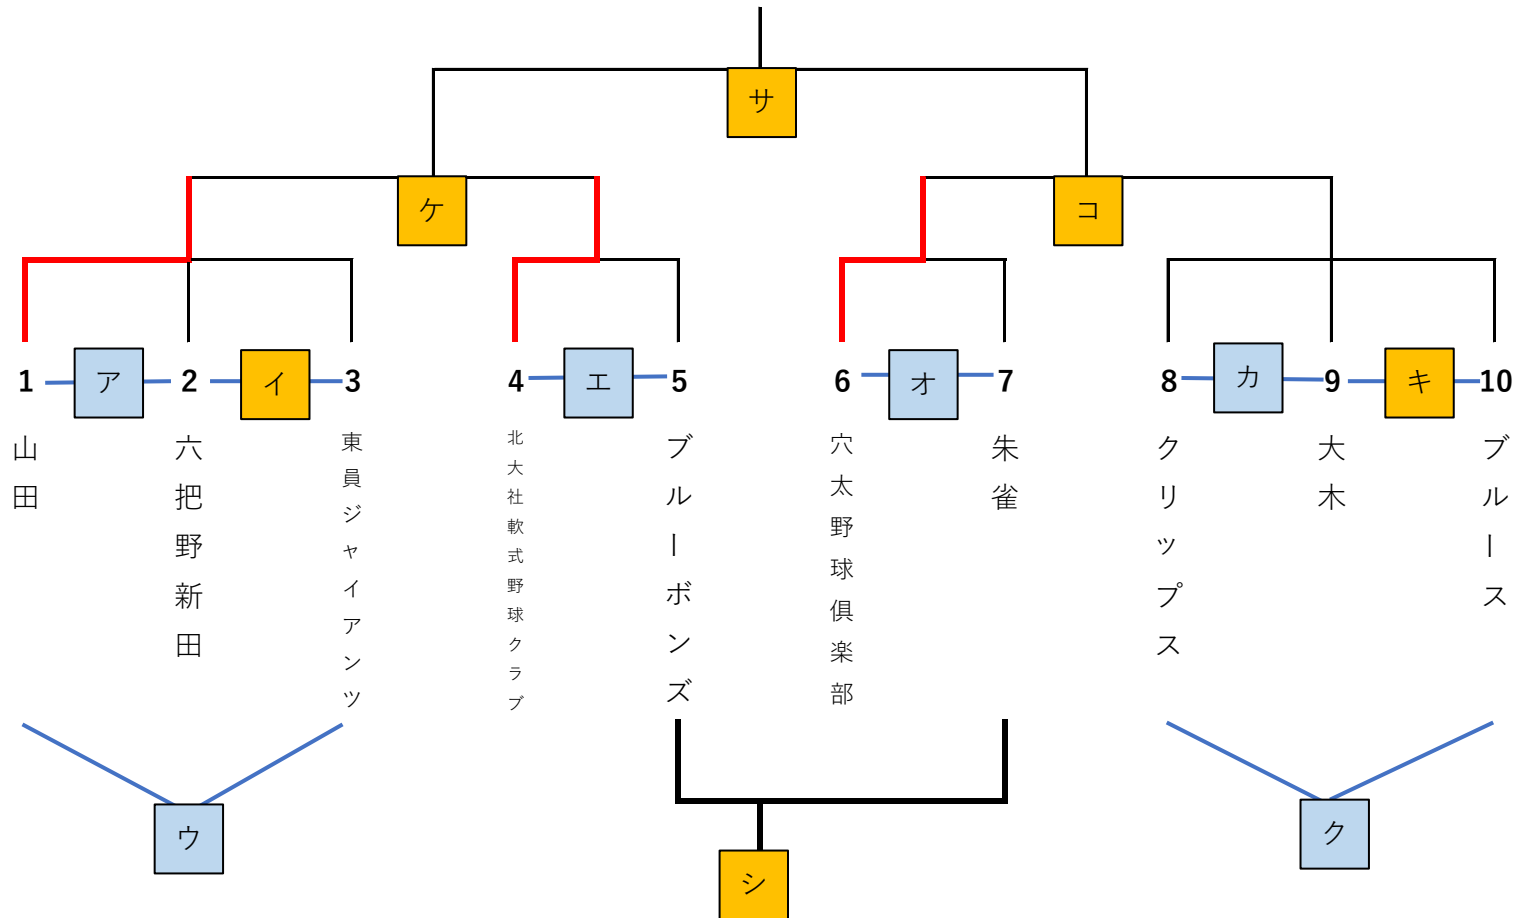 サ
ケ
コ
1 ア 2 イ 3 4 エ 5 6 オ 7 8 カ 9 キ 10
山田
六把野新田
東員ジャイアンツ
北大社軟式野球クラブ
ブルーボンズ
穴太野球倶楽部
朱雀
クリップス
大木
ブルース
ウ
シ
ク